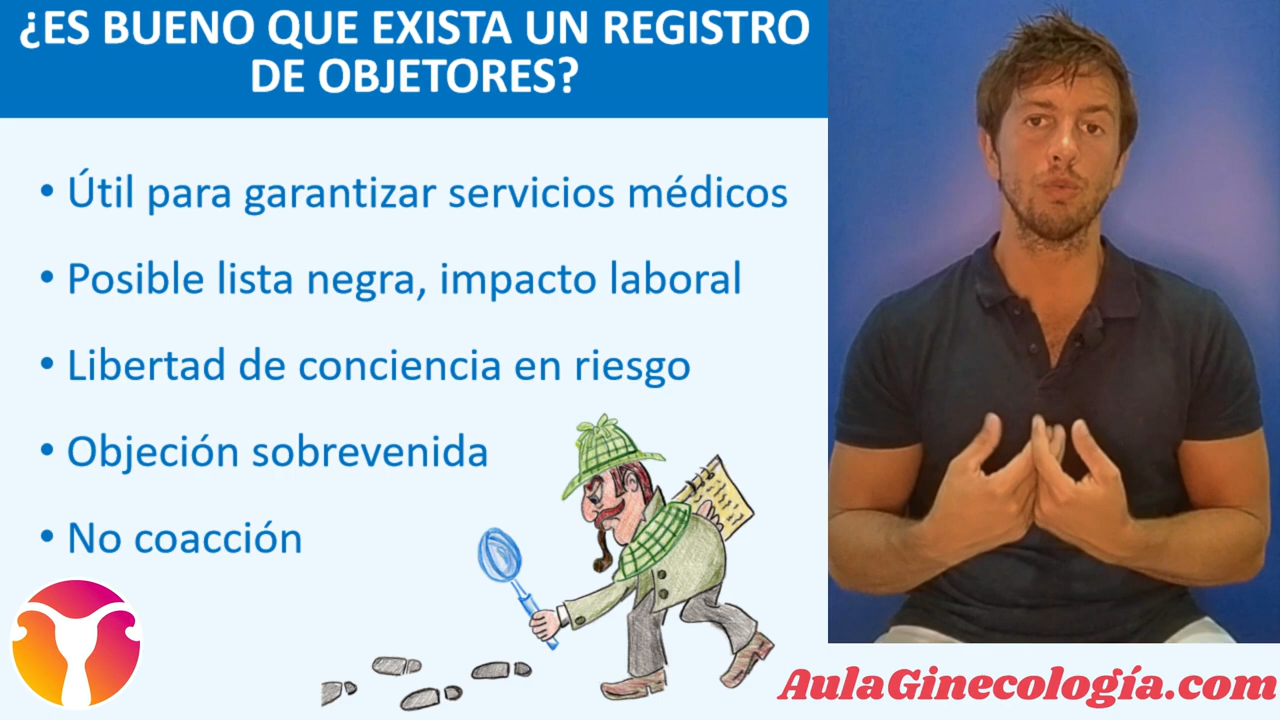 ¿ES BUENO QUE EXISTA UN REGISTRO
DE OBJETORES?
• Útil para garantizar servicios médicos
• Posible lista negra, impacto laboral
• Libertad de conciencia en riesgo
• Objeción sobrevenida
• No coacción
AulaGinecología.com